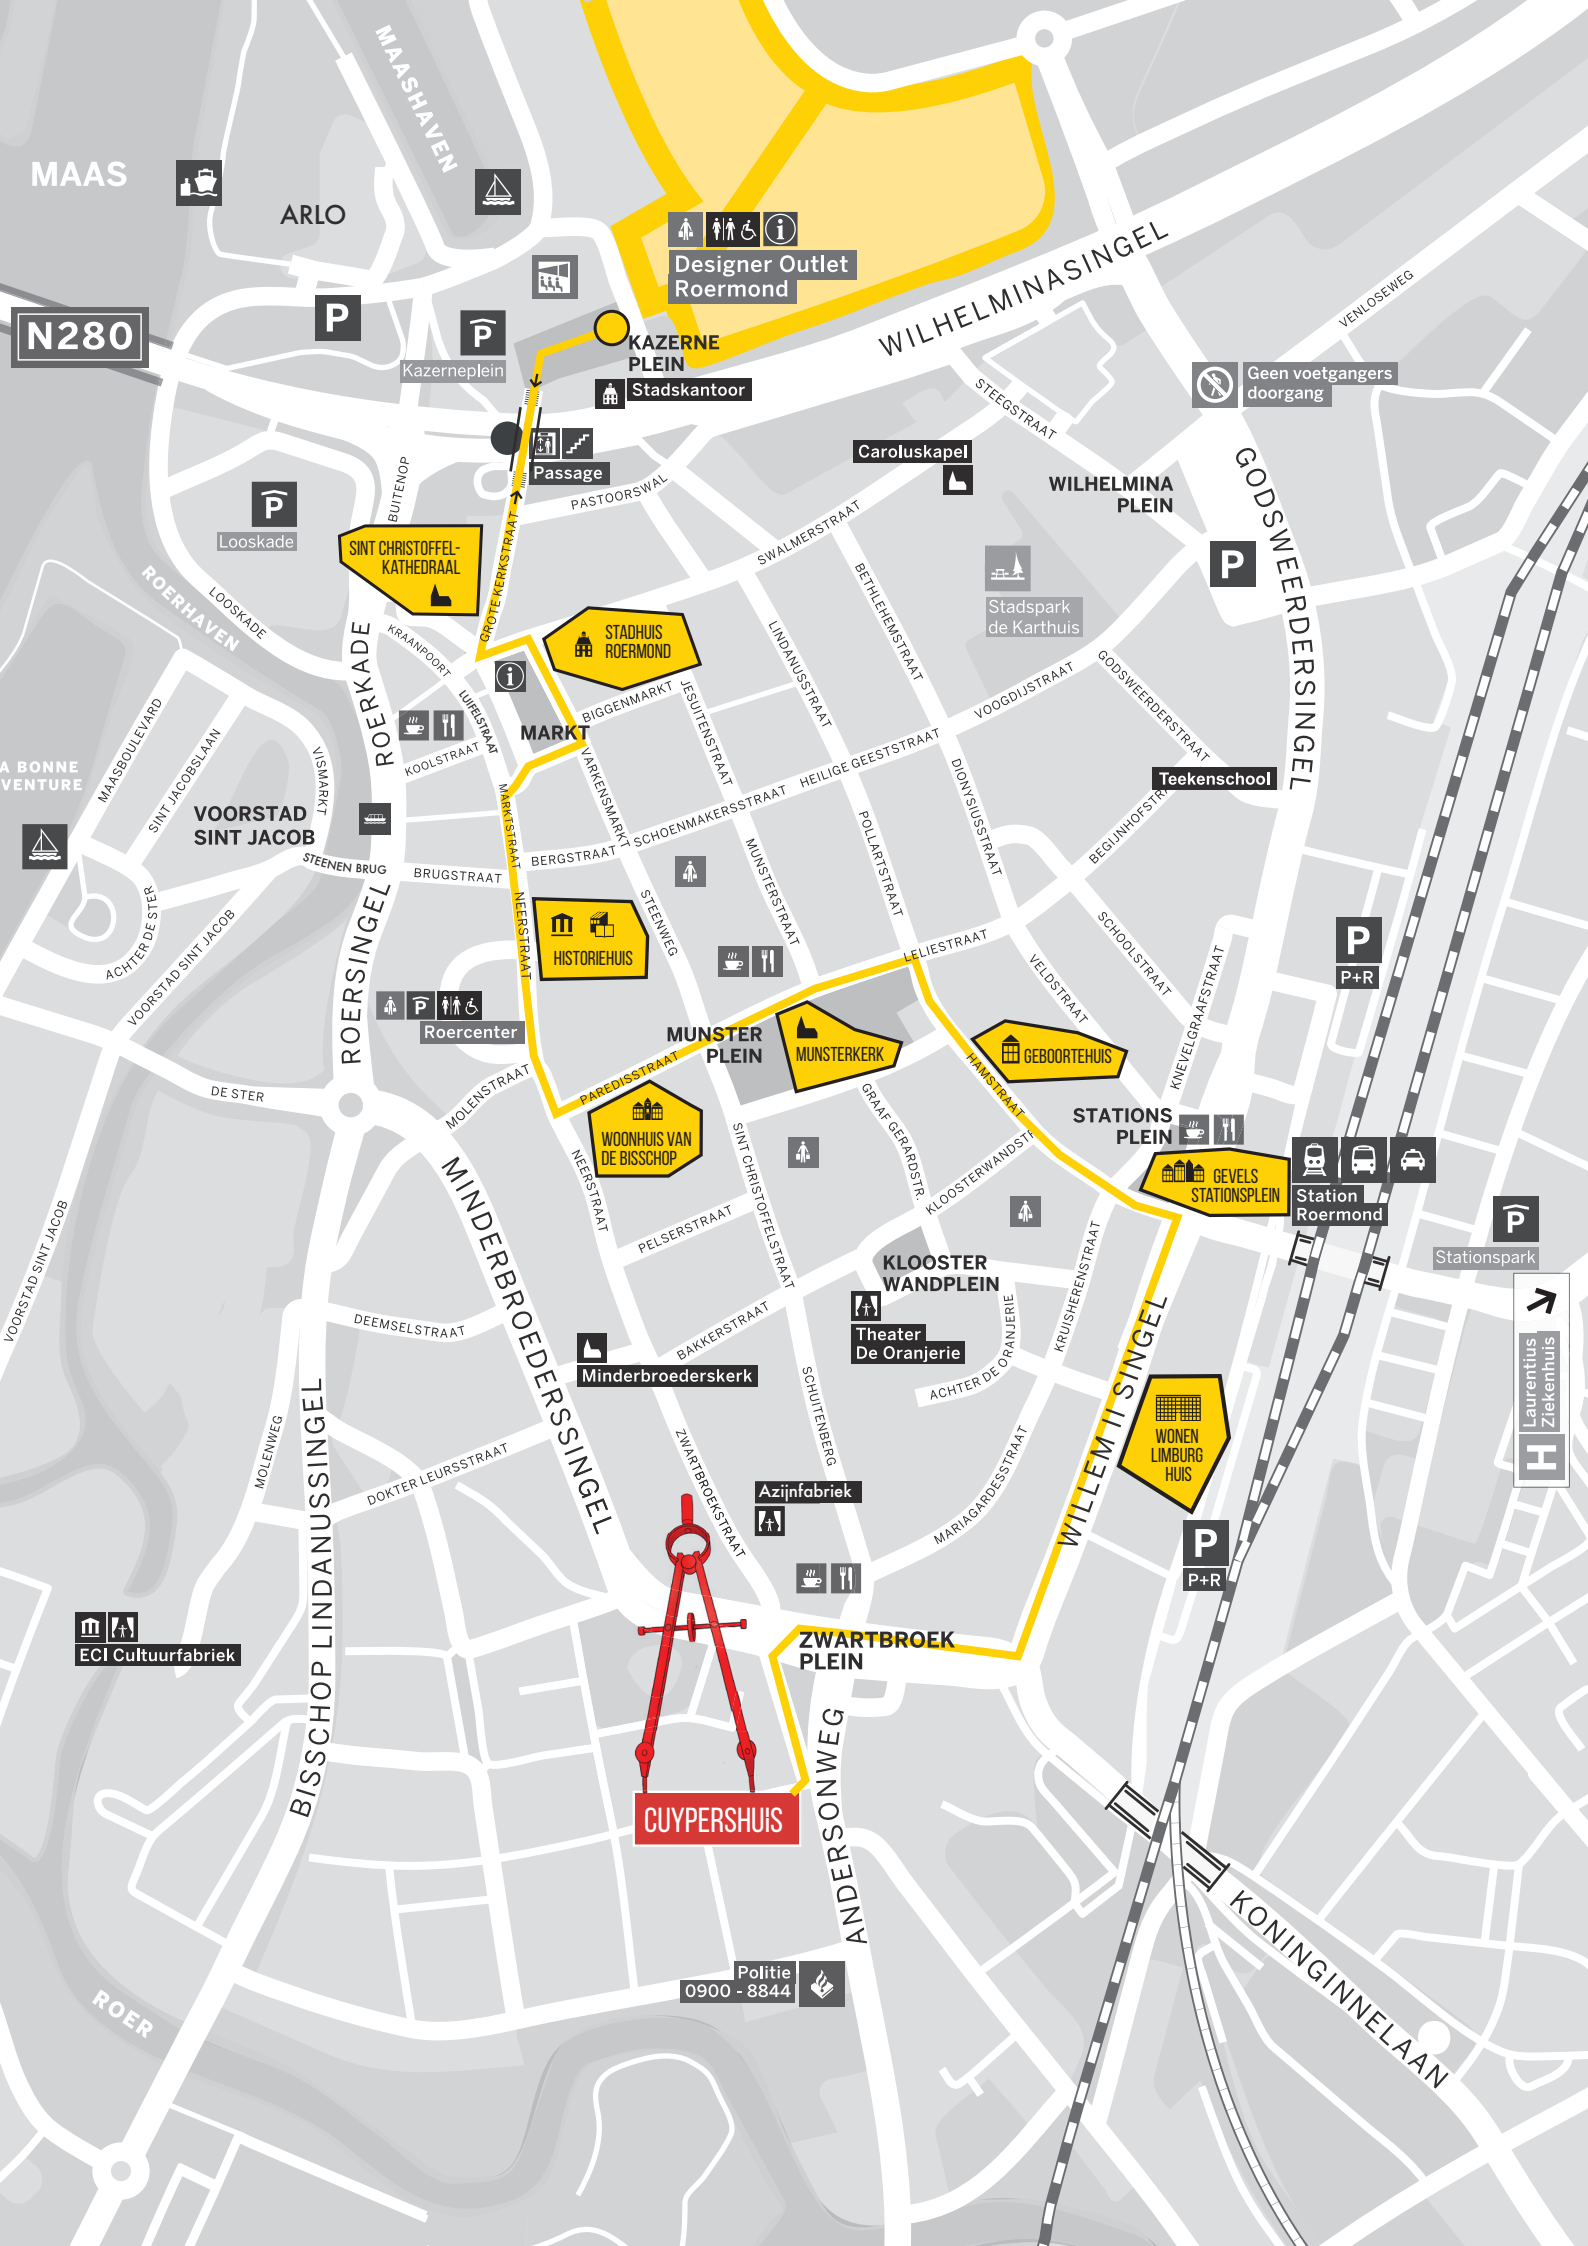 MAASHAVEN
MAAS
ARLO
i
Designer Outlet
Roermond
WILHELMINASINGEL
VENLOSEWEG
N280
P
P
Kazerneplein
KAZERNE
PLEIN
Stadskantoor
Geen voetgangers
doorgang
STEEGSTRAAT
Passage
PASTOORSWAL
BUITENOP
Caroluskapel
WILHELMINA
PLEIN
GODSWEERDERSINGEL
P
Looskade
SINT CHRISTOFFEL-
KATHEDRAAL
GROTE KERKSTRAAT
SWALMERSTRAAT
BETHLEHEMSTRAAT
P
Stadspark
de Karthuis
ROERHAVEN
LOOSKADE
ROERKADE
KRAANPOORT
LUIFELSTRAAT
i
STADHUIS
ROERMOND
LINDANUSSTRAAT
BIGGENMARKT
JESUITENSTRAAT
VOOGDIJSTRAAT
GODSWEERDERSTRAAT
MARKT
KOOLSTRAAT
MAASBOULEVARD
SINT JACOBSLAAN
VISMARKT
A BONNE
VENTURE
VARKENSMARKT
HEILIGE GEESTSTRAAT
DIONYSIUSSTRAAT
Teekenschool
BEGIJNHOFSTR
VOORSTAD
SINT JACOB
MARKTSTRAAT
SCHOENMAKERSSTRAAT
POLLARTSTRAAT
BERGSTRAAT
MUNSTERSTRAAT
STEENEN BRUG
BRUGSTRAAT
ACHTER DE STER
VOORSTAD SINT JACOB
ROERSINGEL
NEERSTRAAT
HISTORIEHUIS
STEENWEG
LELIESTRAAT
SCHOOLSTRAAT
VELDSTRAAT
KNEVELGRAAFSTRAAT
P
P+R
P
Roercenter
MUNSTER
PLEIN
MUNSTERKERK
GEBOORTEHUIS
HAMSTRAAT
DE STER
MOLENSTRAAT
PAREDISSTRAAT
WOONHUIS VAN
DE BISSCHOP
GRAAF GERARDSTR.
KLOOSTERWANDSTR
STATIONS
PLEIN
GEVELS
STATIONSPLEIN
Station
Roermond
P
Stationspark
MINDERBROEDERSSINGEL
NEERSTRAAT
SINT CHRISTOFFELSTRAAT
PELSERSTRAAT
KLOOSTER
WANDPLEIN
KRUISHERENSTRAAT
VOORSTAD SINT JACOB
DEEMSELSTRAAT
BAKKERSTRAAT
Minderbroederskerk
Theater
De Oranjerie
ACHTER DE ORANJERIE
WILLEM II SINGEL
Laurentius
Ziekenhuis
H
SCHUITENBERG
WONEN
LIMBURG
HUIS
MOLENWEG
BISSCHOP LINDANUSSINGEL
DOKTER LEURSSTRAAT
ZWARTBROEKSTRAAT
Azijnfabriek
MARIAGARDESSTRAAT
P
P+R
ECI Cultuurfabriek
ZWARTBROEK
PLEIN
CUYPERSHUIS
ANDERSONWEG
KONINGINNELAAN
Politie
0900 - 8844
ROER